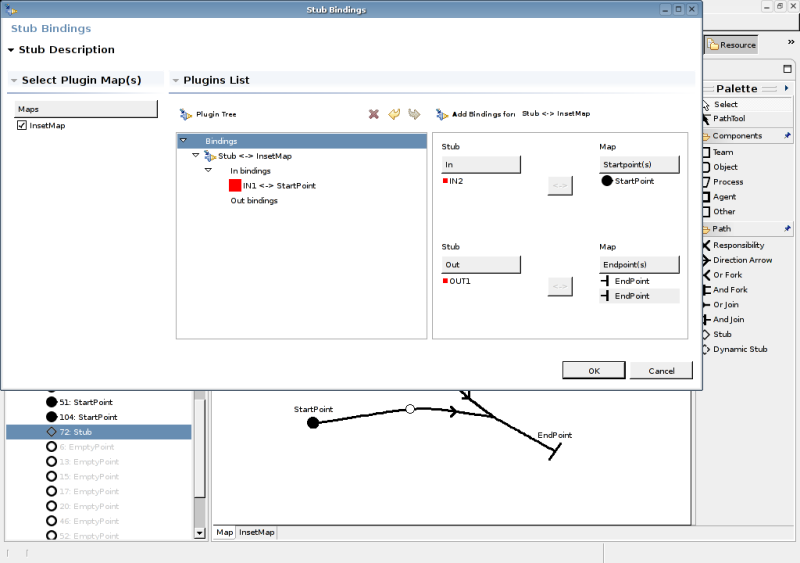 Stub Bindings
Stub Bindings
Stub Description
Select Plugin Map(s)
Plugins List
Maps
InsetMap
Plugin Tree
Add Bindings for: Stub <-> InsetMap
Bindings
Stub <-> InsetMap
In bindings
IN1 <-> StartPoint
Out bindings
Stub
Map
In
Startpoint(s)
IN2
<->
StartPoint
Stub
Map
Out
Endpoint(s)
OUT1
<->
EndPoint
EndPoint
OK
Cancel
Resource
»
Palette
Select
PathTool
Components
Team
Object
Process
Agent
Other
Path
Responsibility
Direction Arrow
Or Fork
And Fork
Or Join
And Join
Stub
Dynamic Stub
51: StartPoint
104: StartPoint
72: Stub
6: EmptyPoint
13: EmptyPoint
15: EmptyPoint
17: EmptyPoint
20: EmptyPoint
46: EmptyPoint
52: EmptyPoint
StartPoint
EndPoint
Map
InsetMap